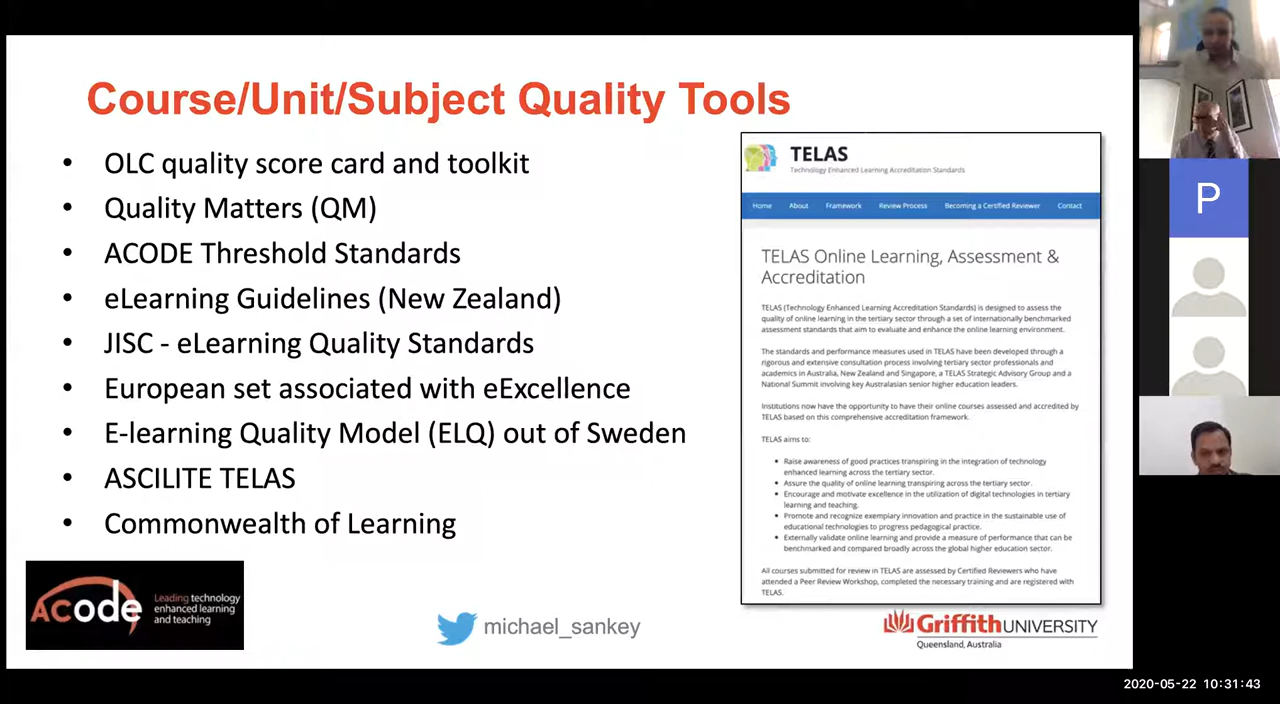 Course/Unit/Subject Quality Tools
• OLC quality score card and toolkit
• Quality Matters (QM)
• ACODE Threshold Standards
• eLearning Guidelines (New Zealand)
• JISC - eLearning Quality Standards
• European set associated with eExcellence
• E-learning Quality Model (ELQ) out of Sweden
• ASCILITE TELAS
• Commonwealth of Learning
TELAS
Technology Enhanced Learning Accreditation Standards
Home About Framework Review Process Becoming a Certified Reviewer Contact
TELAS Online Learning, Assessment &
Accreditation
TELAS (Technology Enhanced Learning Accreditation Standards) is designed to assess the
quality of online learning in the tertiary sector through a set of internationally benchmarked
assessment standards that aim to evaluate and enhance the online learning environment.
The standards and performance measures used in TELAS have been developed through a
rigorous and extensive consultation process involving tertiary sector professionals and
academics in Australia, New Zealand and Singapore, a TELAS Strategic Advisory Group and a
National Summit involving key Australasian senior higher education leaders.
Institutions now have the opportunity to have their online courses assessed and accredited by
TELAS based on this comprehensive accreditation framework.
TELAS aims to:
• Raise awareness of good practices transpiring in the integration of technology
enhanced learning across the tertiary sector.
• Assure the quality of online learning transpiring across the tertiary sector.
• Encourage and motivate excellence in the utilization of digital technologies in tertiary
learning and teaching.
• Promote and recognize exemplary innovation and practice in the sustainable use of
educational technologies to progress pedagogical practice.
• Externally validate online learning and provide a measure of performance that can be
benchmarked and compared broadly across the global higher education sector.
All courses submitted for review in TELAS are assessed by Certified Reviewers who have
attended a Peer Review Workshop, completed the necessary training and are registered with
TELAS.
ACode
Leading technology
enhanced learning
and teaching
michael_sankey
Griffith UNIVERSITY
Queensland, Australia
P
2020-05-22 10:31:43